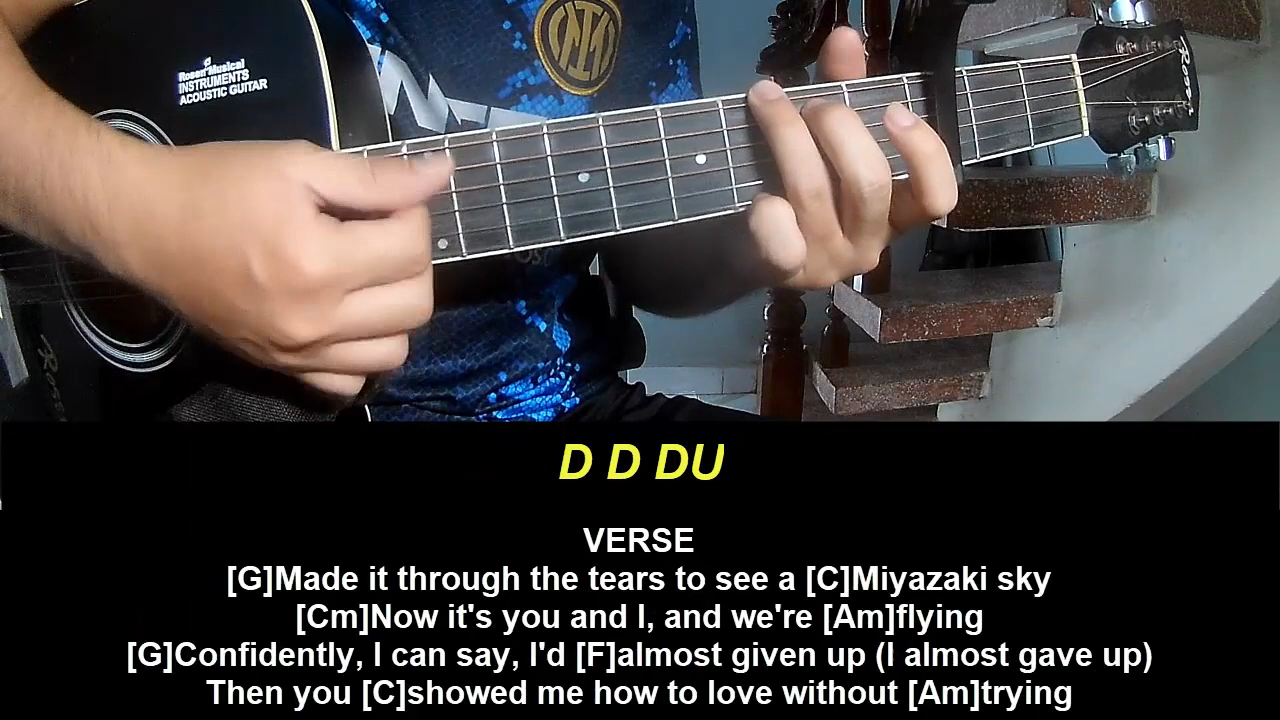 Rosen Musical
INSTRUMENTS
ACOUSTIC GUITAR
Rosen
D D DU
VERSE
[G]Made it through the tears to see a [C]Miyazaki sky
[Cm]Now it's you and I, and we're [Am]flying
[G]Confidently, I can say, I'd [F]almost given up (I almost gave up)
Then you [C]showed me how to love without [Am]trying